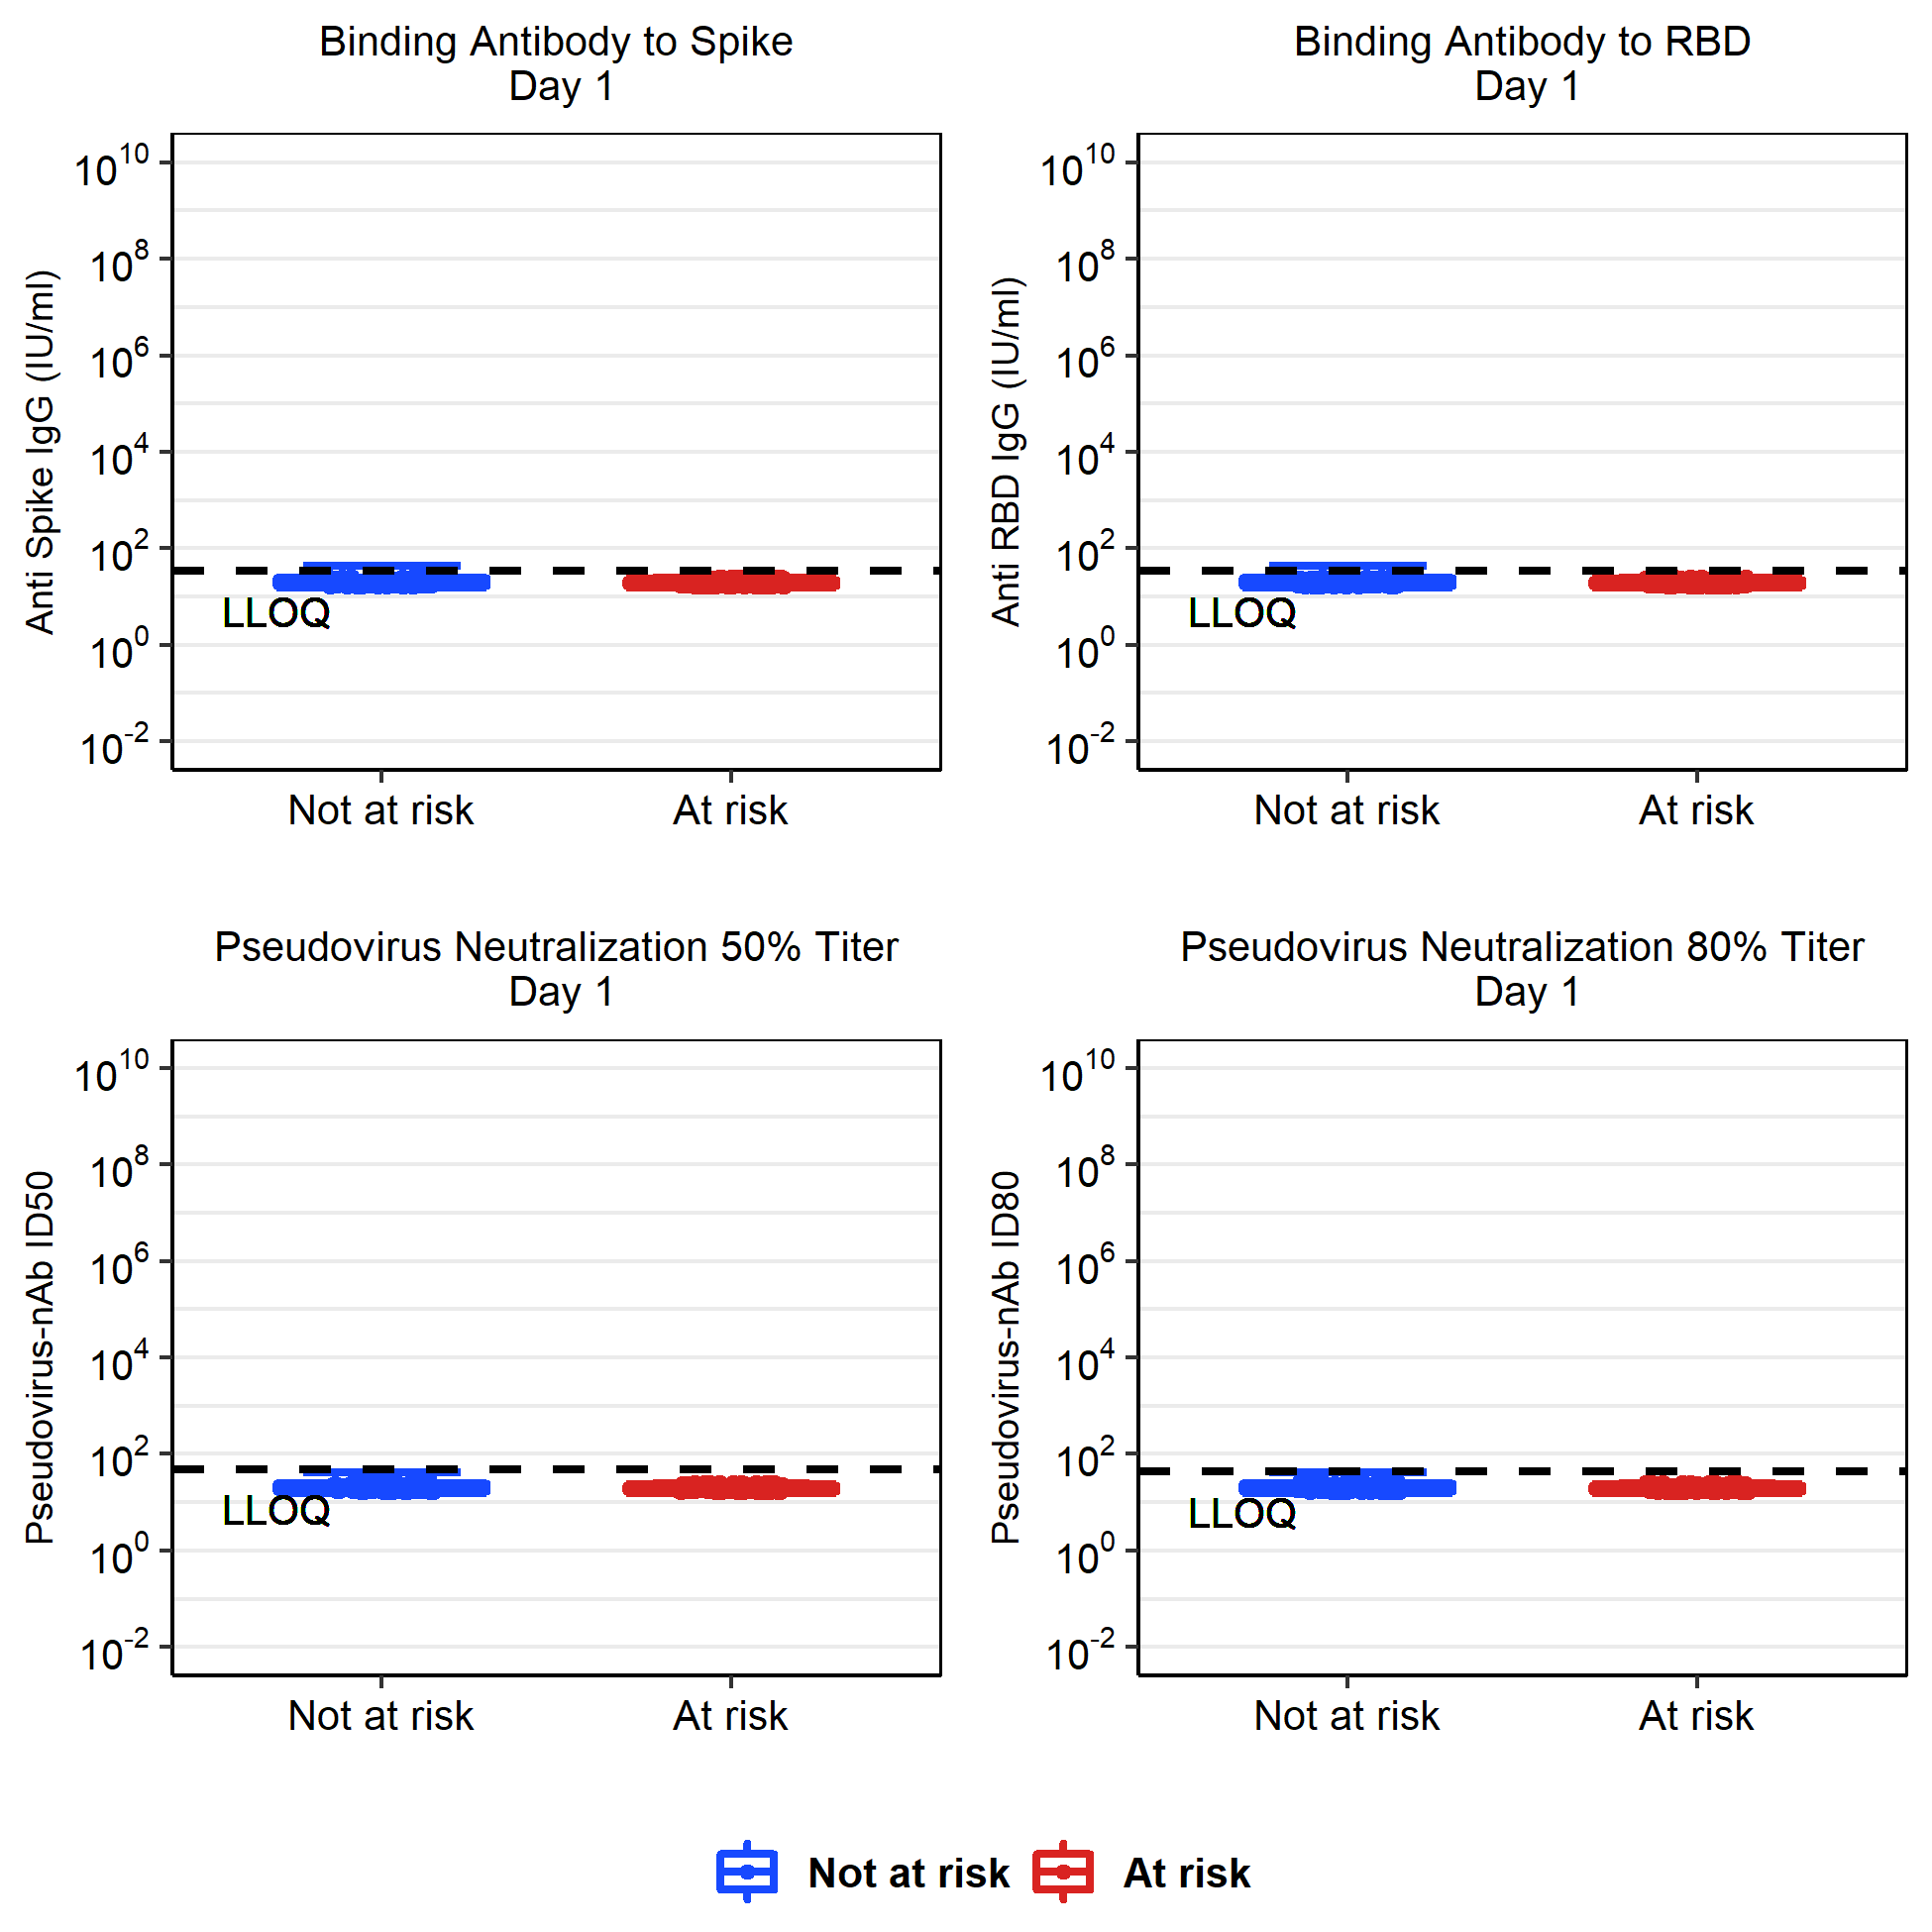 Binding Antibody to Spike
Day 1
Anti Spike IgG (IU/ml)
10^10
10^8
10^6
10^4
10^2
10^0
10^-2
LLOQ
Not at risk At risk
Binding Antibody to RBD
Day 1
Anti RBD IgG (IU/ml)
10^10
10^8
10^6
10^4
10^2
10^0
10^-2
LLOQ
Not at risk At risk
Pseudovirus Neutralization 50% Titer
Day 1
Pseudovirus-nAb ID50
10^10
10^8
10^6
10^4
10^2
10^0
10^-2
LLOQ
Not at risk At risk
Pseudovirus Neutralization 80% Titer
Day 1
Pseudovirus-nAb ID80
10^10
10^8
10^6
10^4
10^2
10^0
10^-2
LLOQ
Not at risk At risk
Not at risk At risk